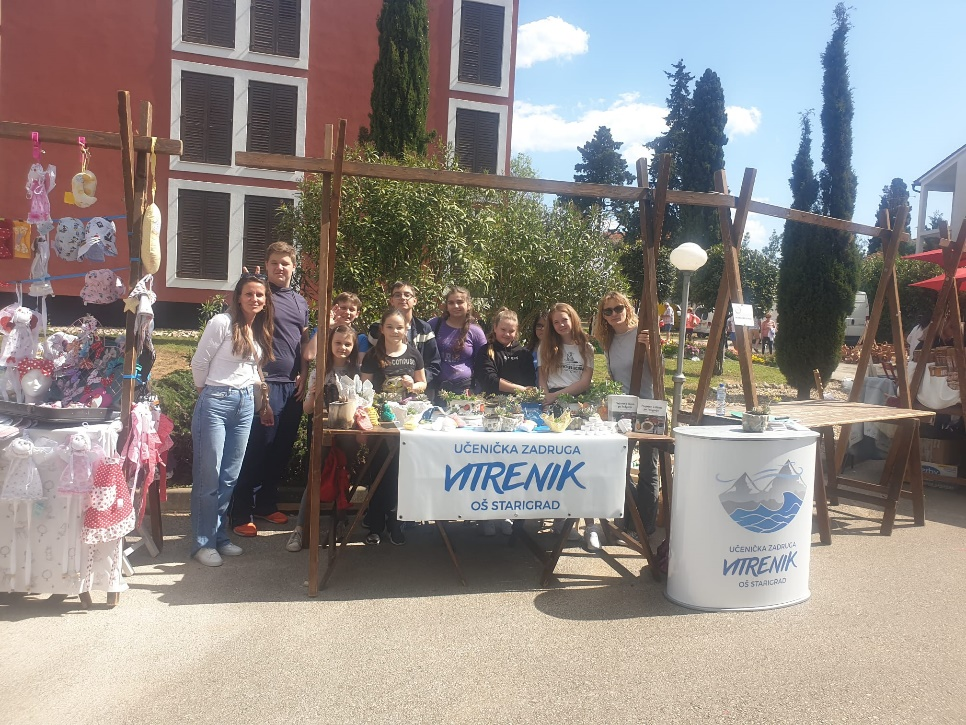 UČENIČKA ZADRUGA
VITRENIK
OŠ STARIGRAD
UČENIČKA ZADRUGA
VITRENIK
OŠ STARIGRAD